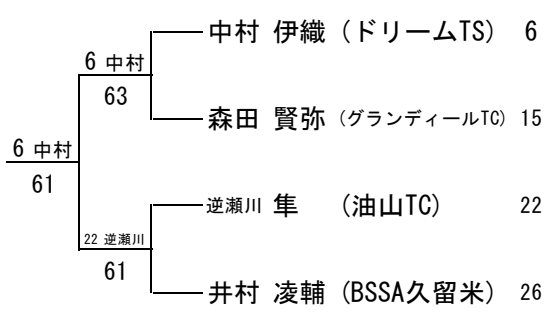 中村 伊織 (ドリームTS) 6
6 中村
63
森田 賢弥 (グランディールTC) 15
6 中村
61
逆瀬川 隼 (油山TC) 22
22 逆瀬川
61
井村 凌輔 (BSSA久留米) 26